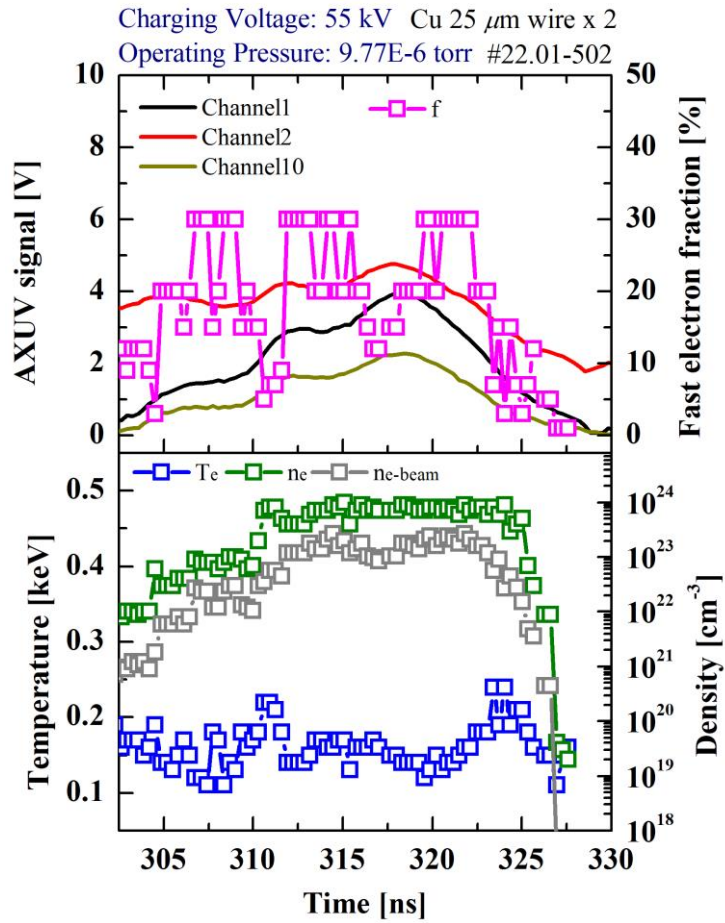 Charging Voltage: 55 kV Cu 25 μm wire x 2
Operating Pressure: 9.77E-6 torr #22.01-502
10
8
6
4
2
0
AXUV signal [V]
Channel1
Channel2
Channel10
f
50
40
30
20
10
0
Fast electron fraction [%]
Te
ne
ne-beam
0.5
0.4
0.3
0.2
0.1
Temperature [keV]
10^24
10^23
10^22
10^21
10^20
10^19
10^18
Density [cm^-3]
305 310 315 320 325 330
Time [ns]